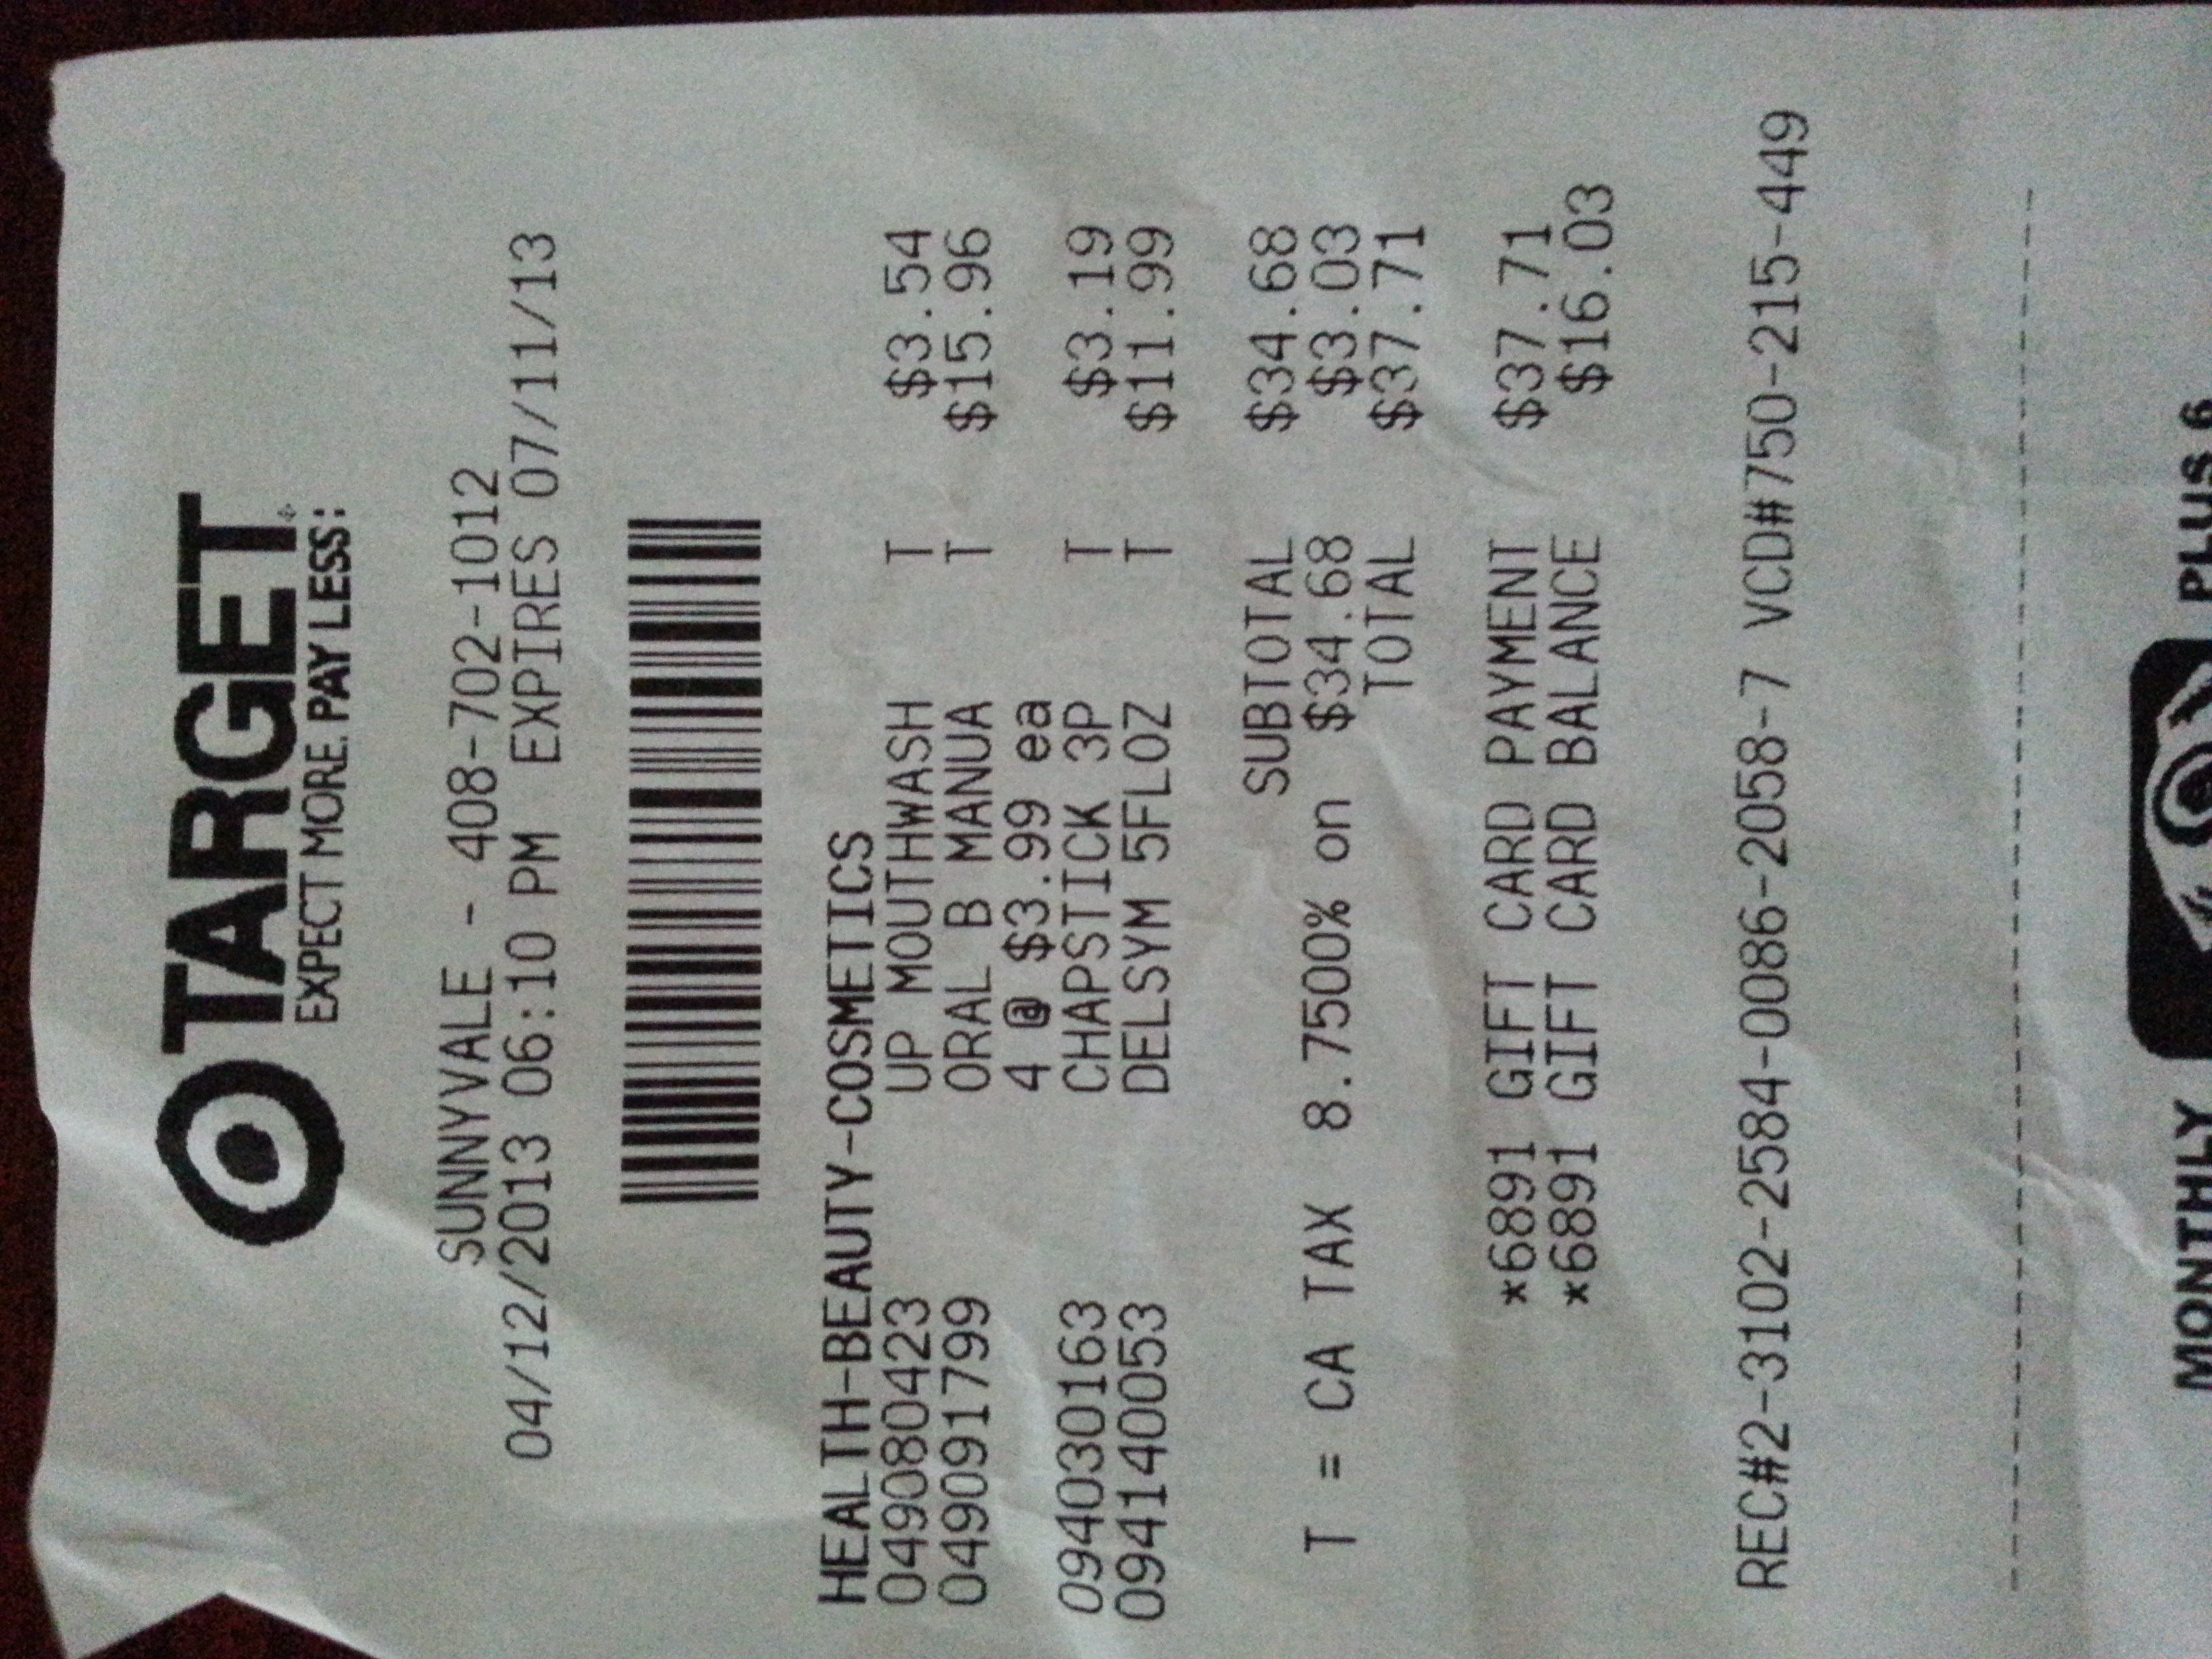 TARGET
EXPECT MORE. PAY LESS:
SUNNYVALE - 408-702-1012
04/12/2013 06:10 PM EXPIRES 07/11/13
HEALTH-BEAUTY-COSMETICS
049080423 UP MOUTHWASH T $3.54
049091799 ORAL B MANUA T $15.96
4 @ $3.99 ea
094030163 CHAPSTICK 3P T $3.19
094140053 DELSYM 5FLOZ T $11.99
SUBTOTAL $34.68
T = CA TAX 8.7500% on $34.68 $3.03
TOTAL $37.71
*6891 GIFT CARD PAYMENT $37.71
*6891 GIFT CARD BALANCE $16.03
REC#2-3102-2584-0086-2058-7 VCD#750-215-449
MONTHLY PLUS 6